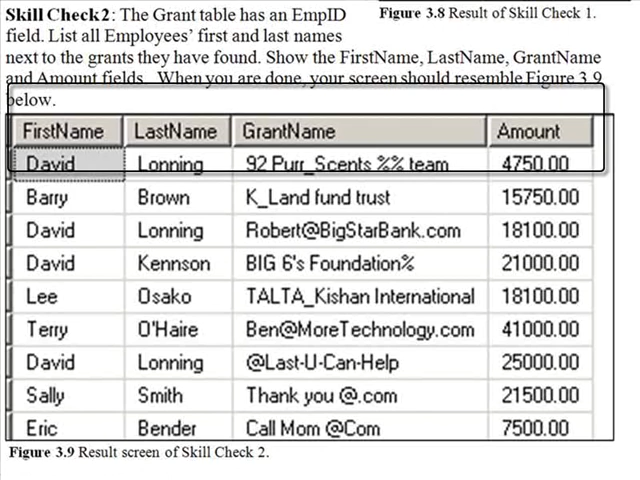 Skill Check 2: The Grant table has an EmpID
field. List all Employees' first and last names
next to the grants they have found. Show the FirstName, LastName, GrantName
and Amount fields. When you are done, your screen should resemble Figure 3.9
below.
Figure 3.8 Result of Skill Check 1.
FirstName LastName GrantName Amount
David Lonning 92 Purr_Scents %% team 4750.00
Barry Brown K_Land fund trust 15750.00
David Lonning Robert@BigStarBank.com 18100.00
David Kennson BIG 6's Foundation% 21000.00
Lee Osako TALTA_Kishan International 18100.00
Terry O'Haire Ben@MoreTechnology.com 41000.00
David Lonning @Last-U-Can-Help 25000.00
Sally Smith Thank you @.com 21500.00
Eric Bender Call Mom @Com 7500.00
Figure 3.9 Result screen of Skill Check 2.